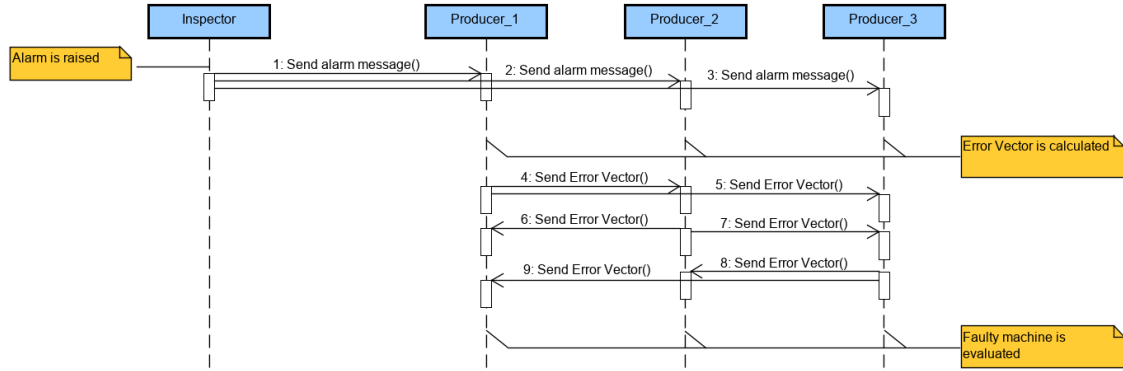 Inspector
Producer_1
Producer_2
Producer_3
Alarm is raised
1: Send alarm message()
2: Send alarm message()
3: Send alarm message()
Error Vector is calculated
4: Send Error Vector()
5: Send Error Vector()
6: Send Error Vector()
7: Send Error Vector()
8: Send Error Vector()
9: Send Error Vector()
Faulty machine is
evaluated